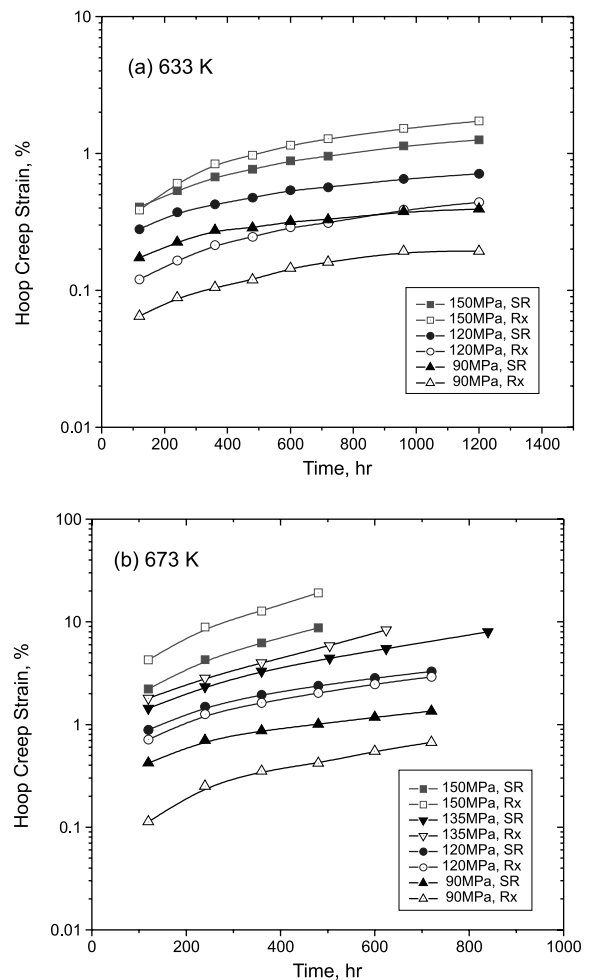 10
(a) 633 K
1
Hoop Creep Strain, %
0.1
150MPa, SR
150MPa, Rx
120MPa, SR
120MPa, Rx
90MPa, SR
90MPa, Rx
0.01
0 200 400 600 800 1000 1200 1400
Time, hr
100
(b) 673 K
10
Hoop Creep Strain, %
1
0.1
150MPa, SR
150MPa, Rx
135MPa, SR
135MPa, Rx
120MPa, SR
120MPa, Rx
90MPa, SR
90MPa, Rx
0.01
0 200 400 600 800 1000
Time, hr